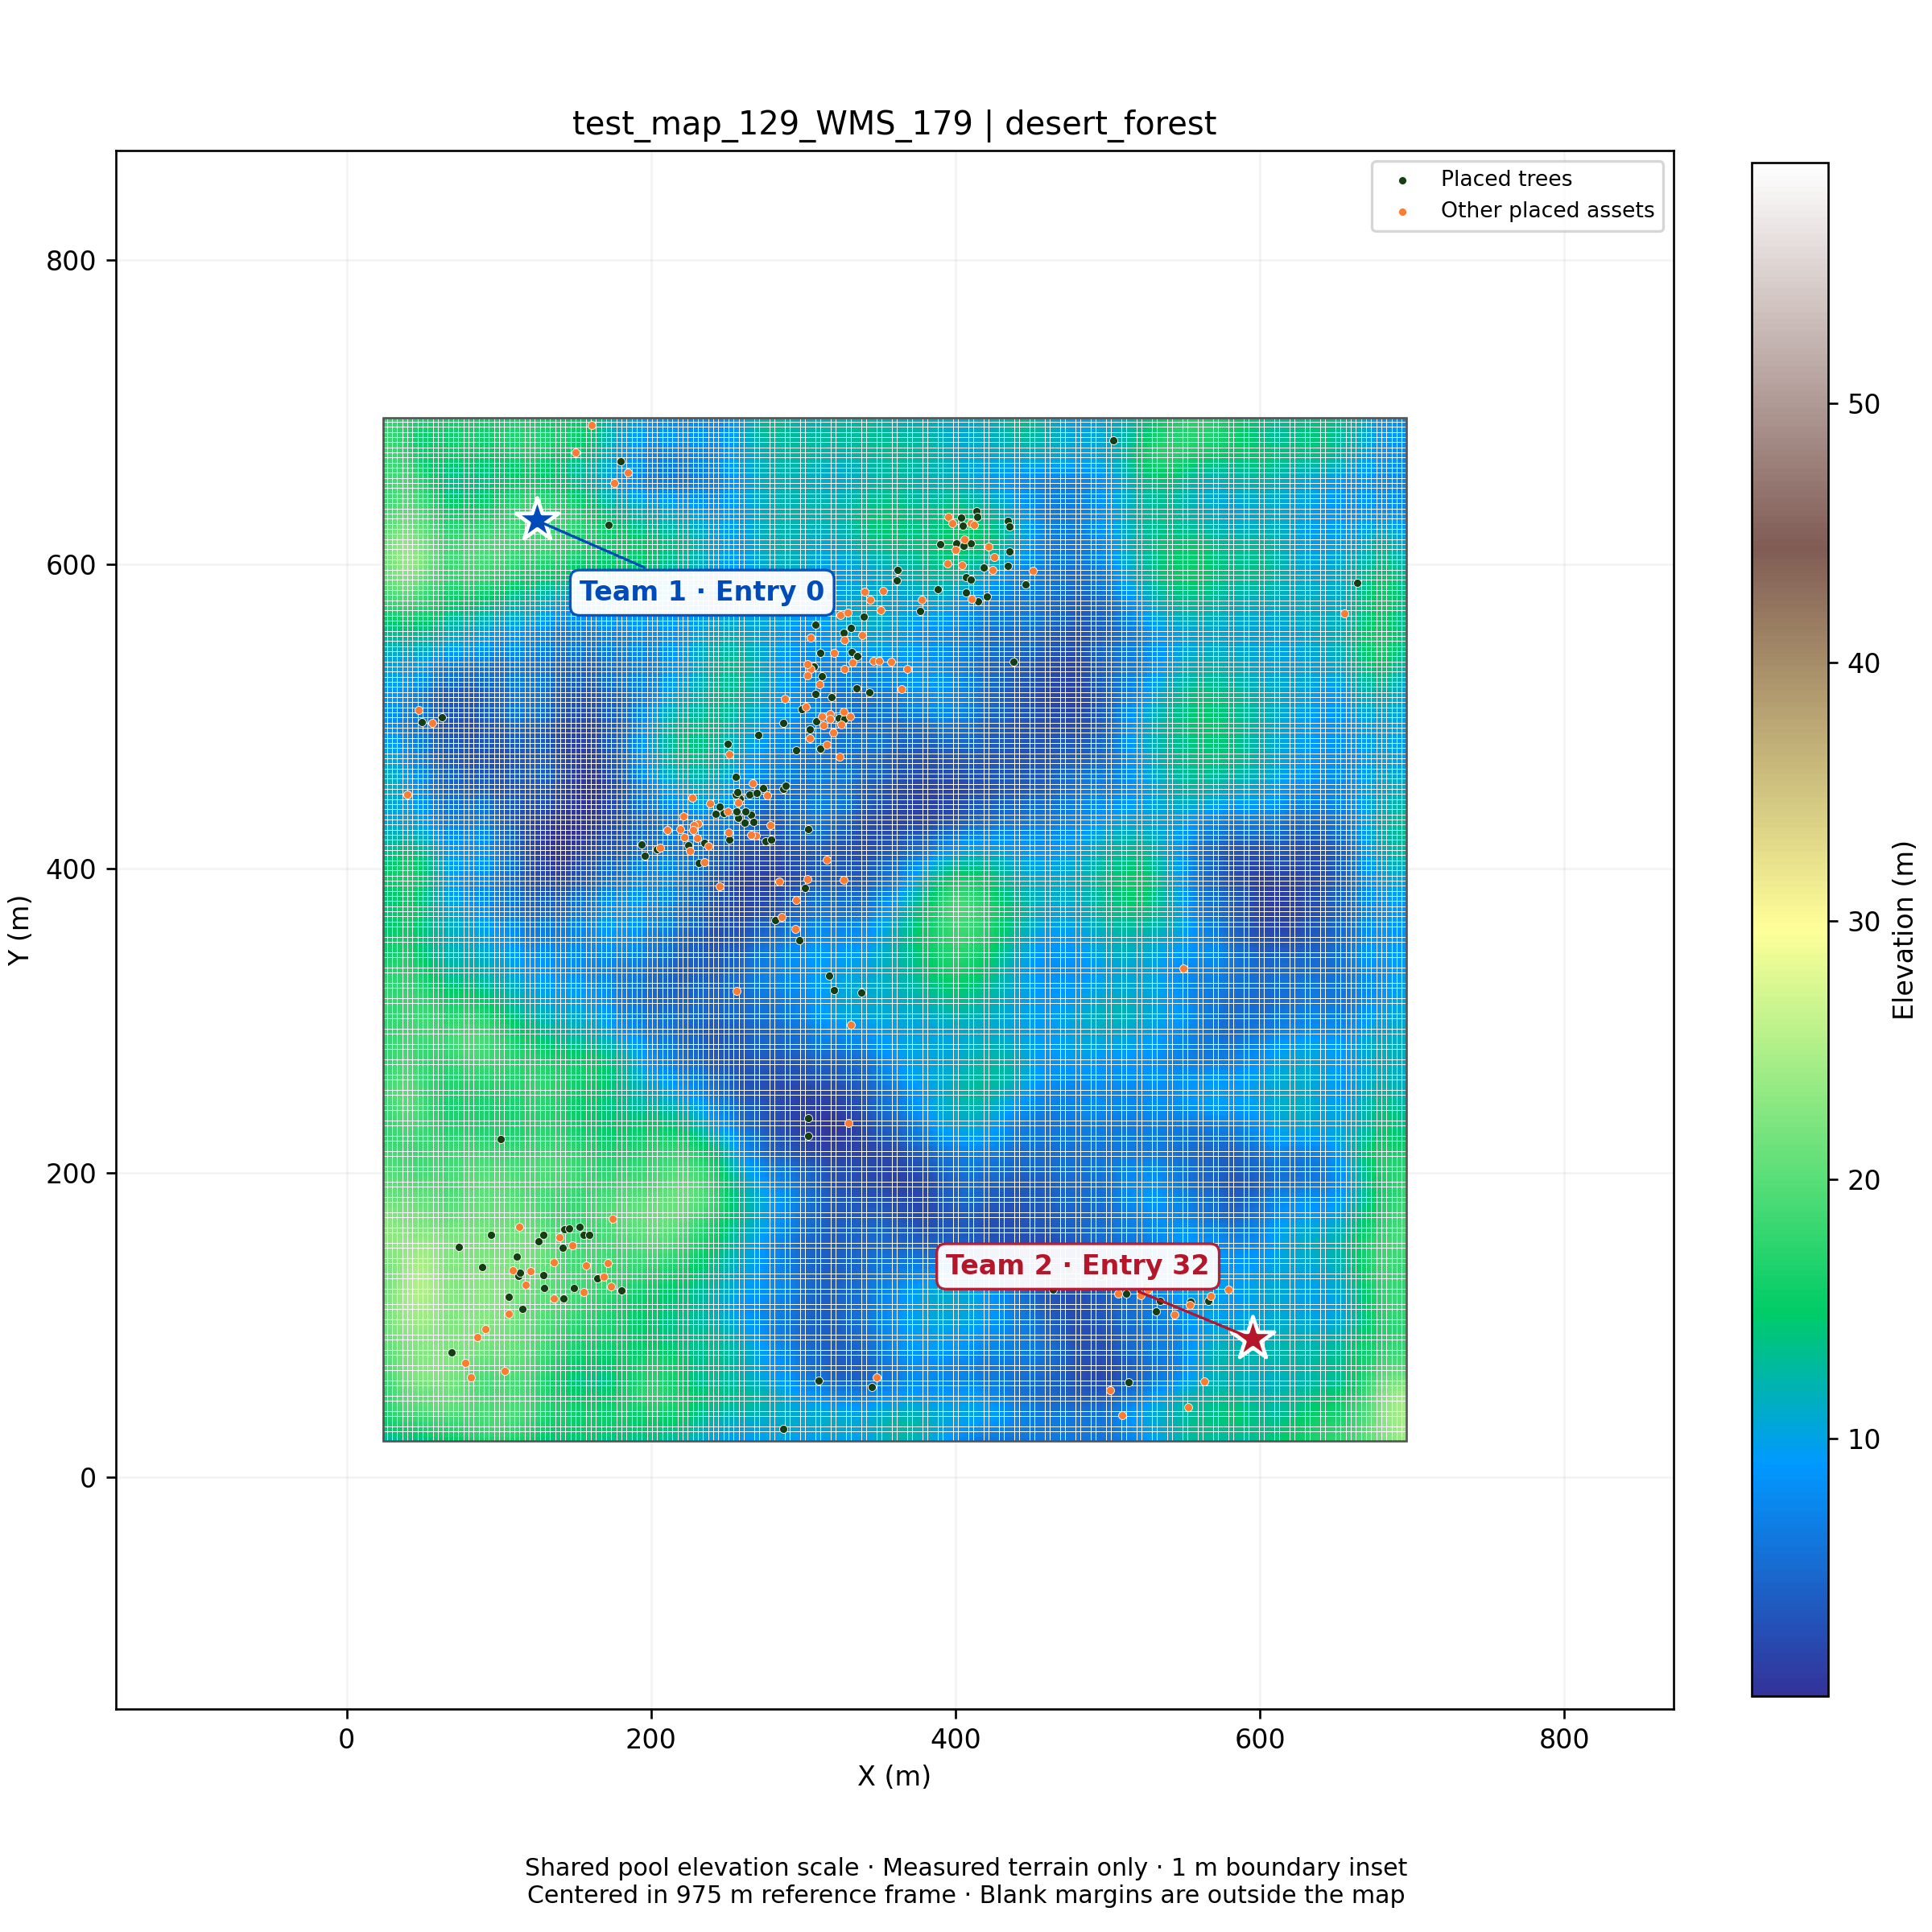 test_map_129_WMS_179 | desert_forest
Placed trees
Other placed assets
Team 1 · Entry 0
Team 2 · Entry 32
800
600
400
200
0
0
200
400
600
800
X (m)
Y (m)
50
40
30
20
10
Elevation (m)
Shared pool elevation scale · Measured terrain only · 1 m boundary inset
Centered in 975 m reference frame · Blank margins are outside the map